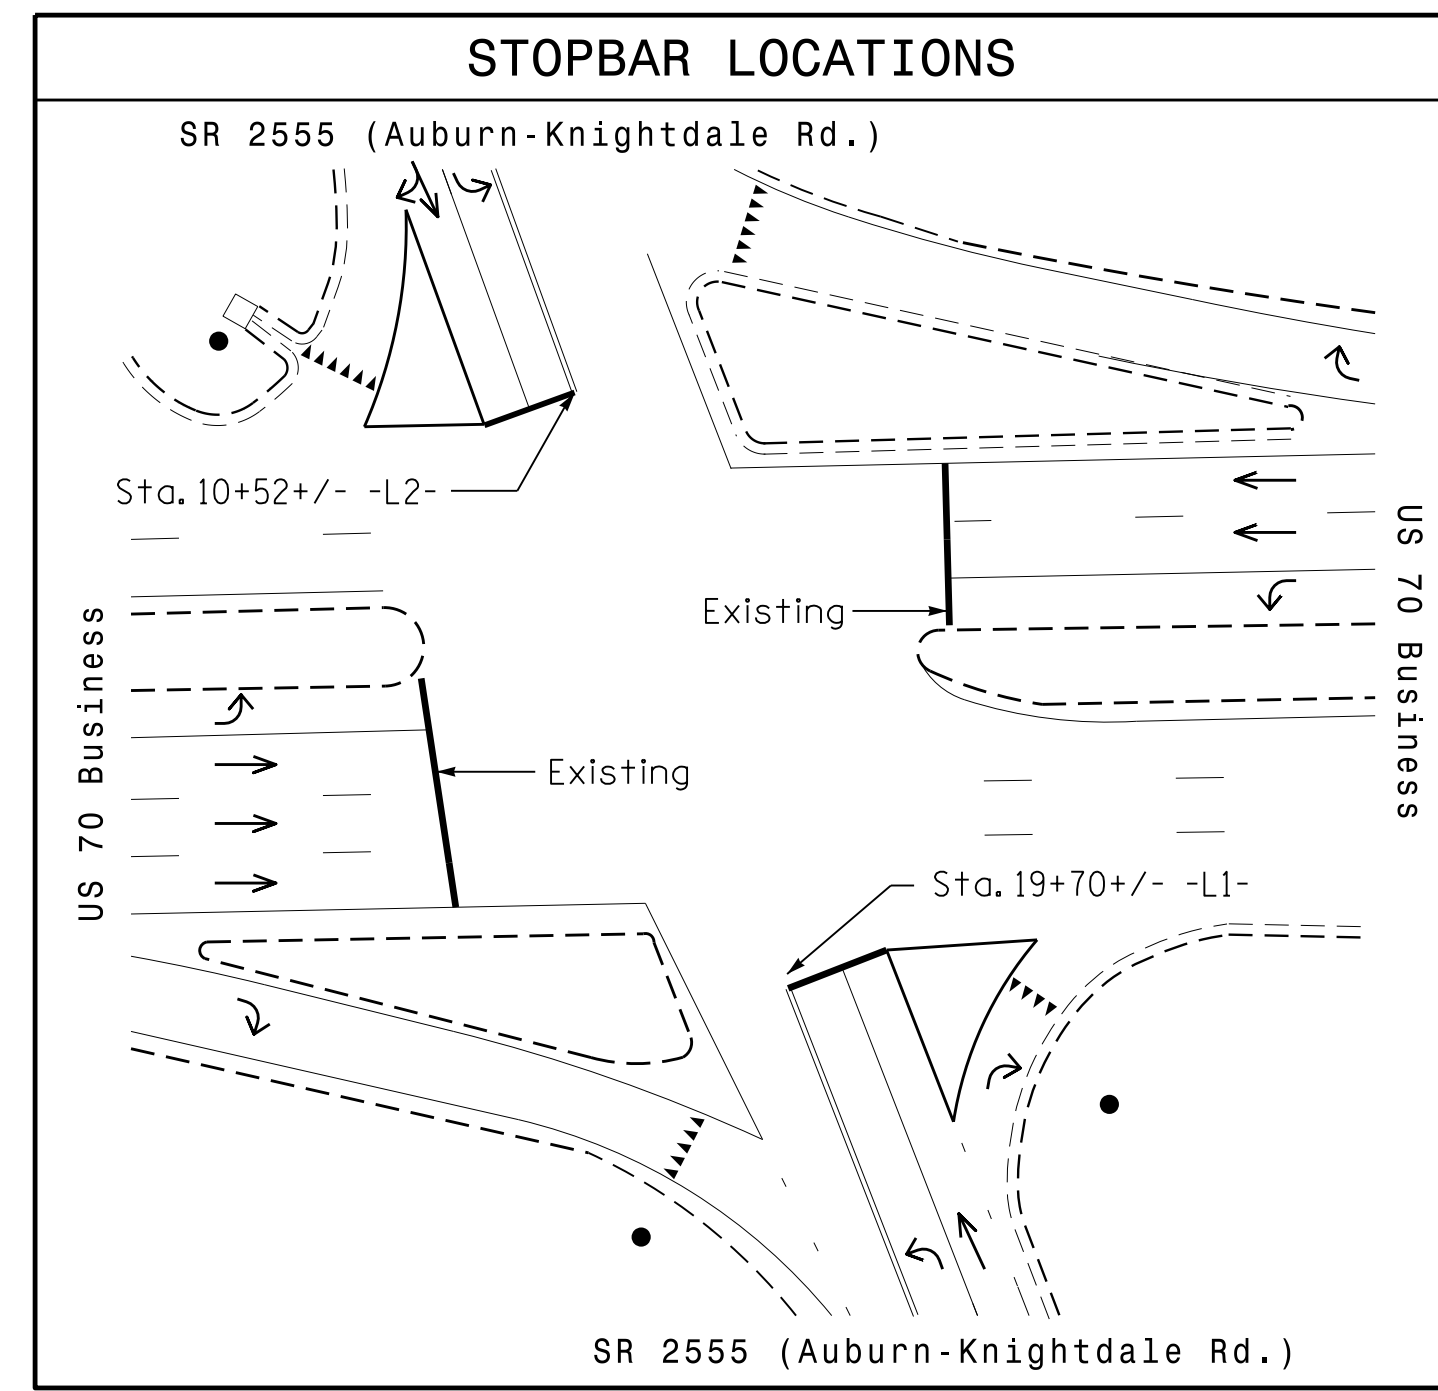 STOPBAR LOCATIONS
SR 2555 (Auburn-Knightdale Rd.)
Sta. 10+52+/- -L2-
US 70 Business
Existing
US 70 Business
Existing
Sta. 19+70+/- -L1-
SR 2555 (Auburn-Knightdale Rd.)